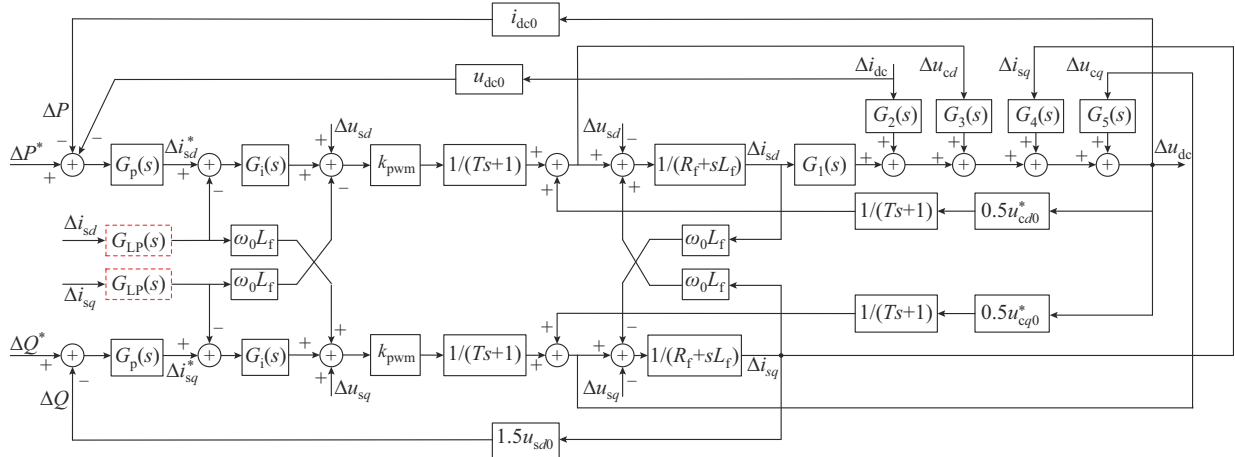 i_dc0
u_dc0
Δi_dc Δu_cd Δi_sq Δu_cq
ΔP
G_2(s) G_3(s) G_4(s) G_5(s)
− − Δu_sd Δu_sd − + + + +
ΔP* + G_p(s) Δi*_sd + − G_i(s) + + − k_pwm 1/(Ts+1) + + + + 1/(R_f+sL_f) Δi_sd G_1(s) + + + + Δu_dc
1/(Ts+1) 0.5u*_cd0
Δi_sd G_LP(s) ω_0L_f ω_0L_f
Δi_sq G_LP(s) ω_0L_f ω_0L_f
1/(Ts+1) 0.5u*_cq0
ΔQ* + − G_p(s) Δi*_sq + − G_i(s) + + + k_pwm 1/(Ts+1) + + + − − 1/(R_f+sL_f) Δi_sq
ΔQ Δu_sq Δu_sq
1.5u_sd0